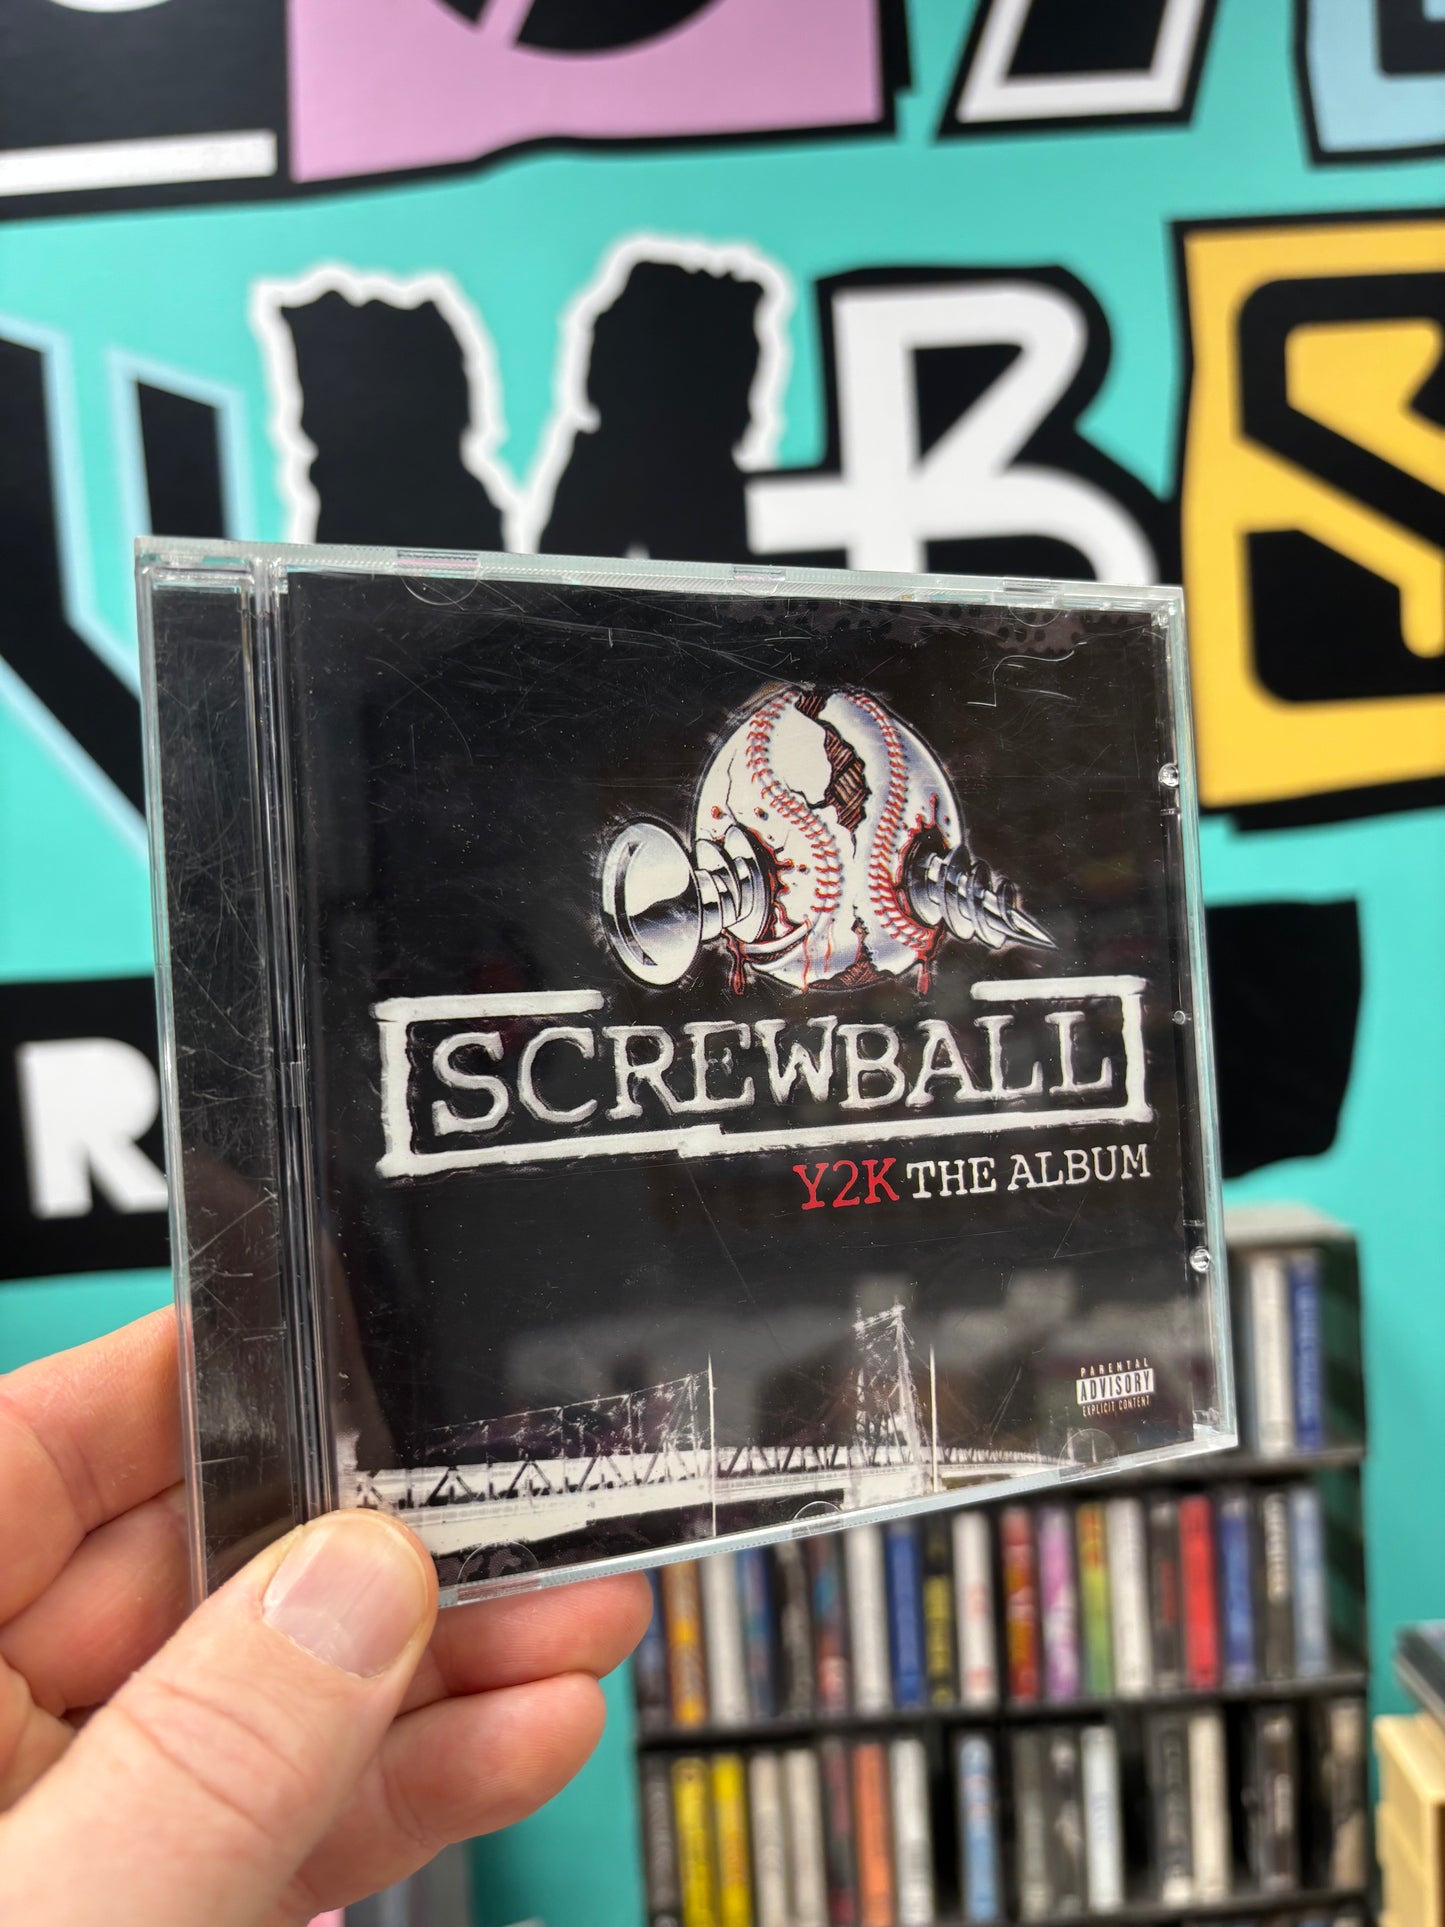 SCREWBALL
Y2K THE ALBUM
PARENTAL
ADVISORY
EXPLICIT CONTENT